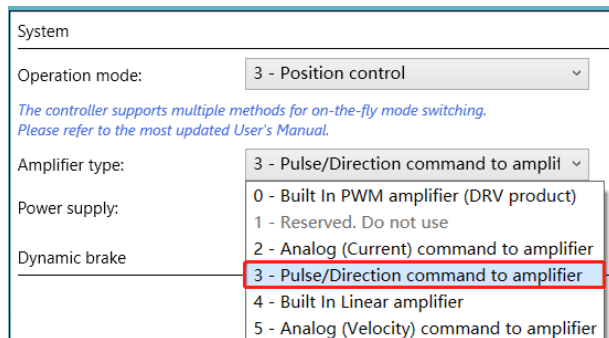 System
Operation mode:
3 - Position control
The controller supports multiple methods for on-the-fly mode switching.
Please refer to the most updated User's Manual.
Amplifier type:
3 - Pulse/Direction command to amplif
0 - Built In PWM amplifier (DRV product)
Power supply:
1 - Reserved. Do not use
2 - Analog (Current) command to amplifier
Dynamic brake
3 - Pulse/Direction command to amplifier
4 - Built In Linear amplifier
5 - Analog (Velocity) command to amplifier